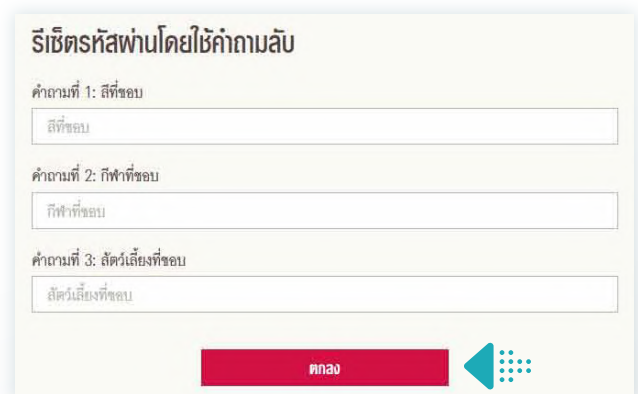 รีเซ็ตรหัสผ่านโดยใช้คำถามลับ
คำถามที่ 1: สีที่ชอบ
สีที่ชอบ
คำถามที่ 2: กีฬาที่ชอบ
กีฬาที่ชอบ
คำถามที่ 3: สัตว์เลี้ยงที่ชอบ
สัตว์เลี้ยงที่ชอบ
ตกลง